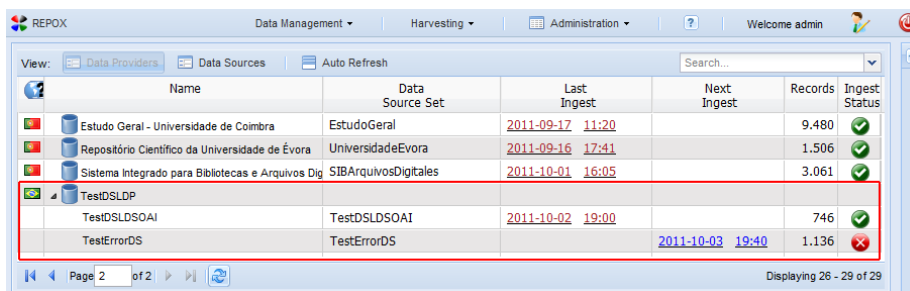 REPOX Data Management Harvesting Administration ? Welcome admin
View: Data Providers Data Sources Auto Refresh Search...
Name Data Source Set Last Ingest Next Ingest Records Ingest Status
Estudo Geral - Universidade de Coimbra EstudoGeral 2011-09-17 11:20 9.480
Repositório Científico da Universidade de Évora UniversidadeEvora 2011-09-16 17:41 1.506
Sistema Integrado para Bibliotecas e Arquivos Dig SIBArquivosDigitales 2011-10-01 16:05 3.061
TestDSLDP
TestDSLDSOAI TestDSLDSOAI 2011-10-02 19:00 746
TestErrorDS TestErrorDS 2011-10-03 19:40 1.136
Page 2 of 2 Displaying 26 - 29 of 29